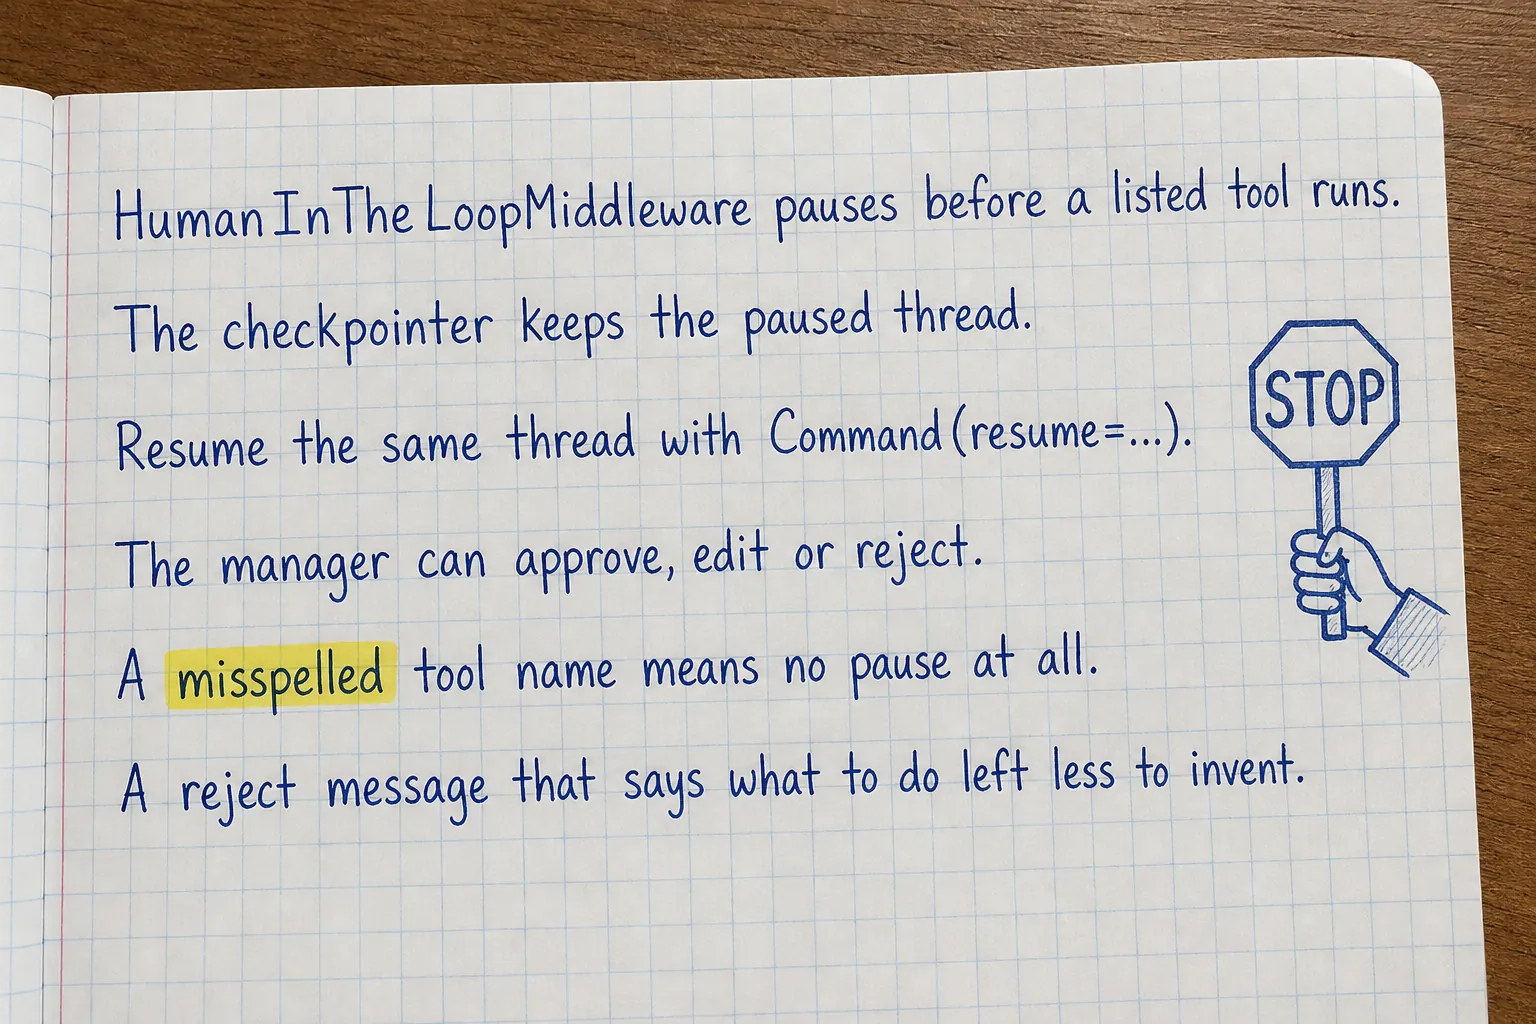 HumanInTheLoopMiddleware pauses before a listed tool runs.
The checkpointer keeps the paused thread.
Resume the same thread with Command(resume=...).
STOP
The manager can approve, edit or reject.
A misspelled tool name means no pause at all.
A reject message that says what to do left less to invent.